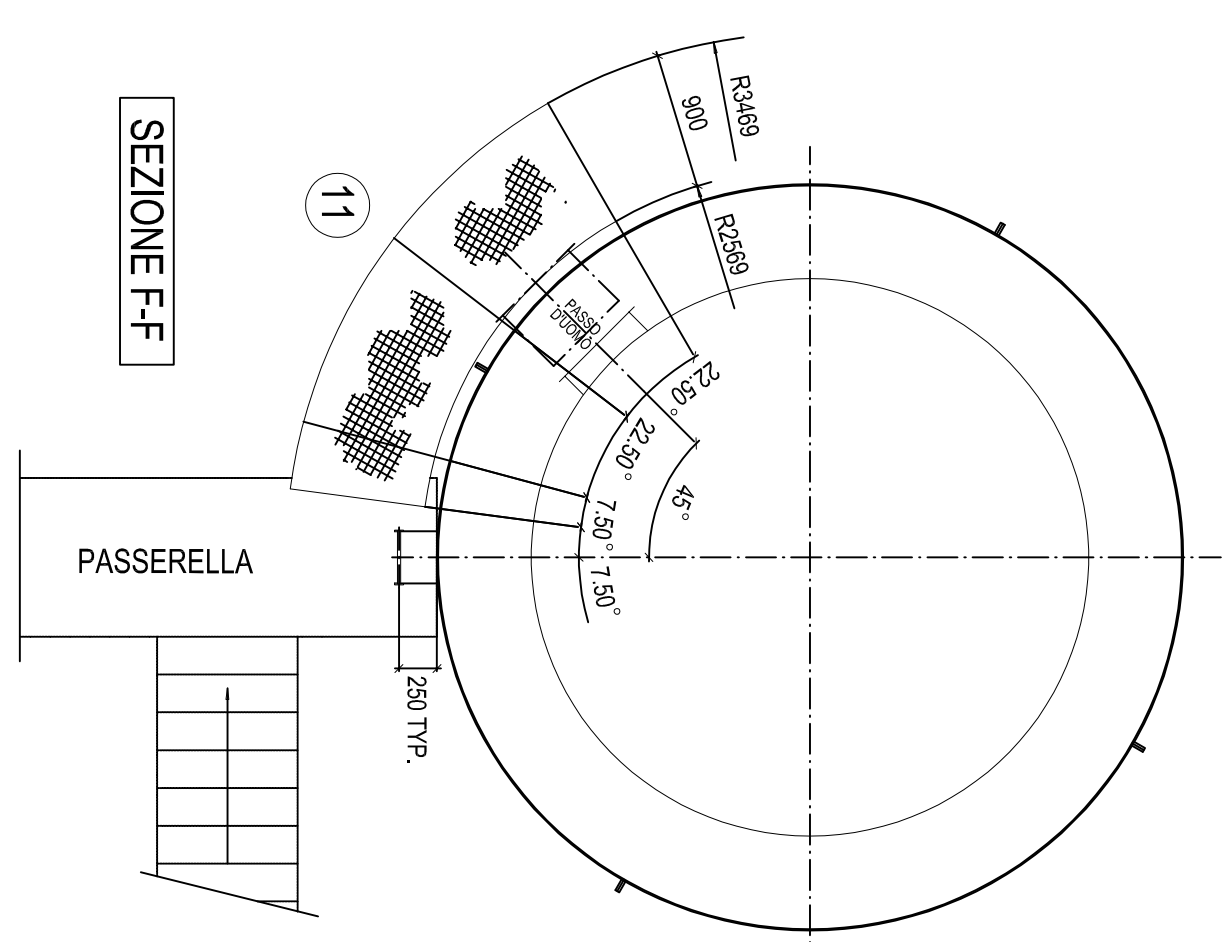 SEZIONE F-F
11
R3469
900
R2569
PASSO
D'UOMO
22.50°
22.50°
45°
7.50°
7.50°
PASSERELLA
250 TYP.